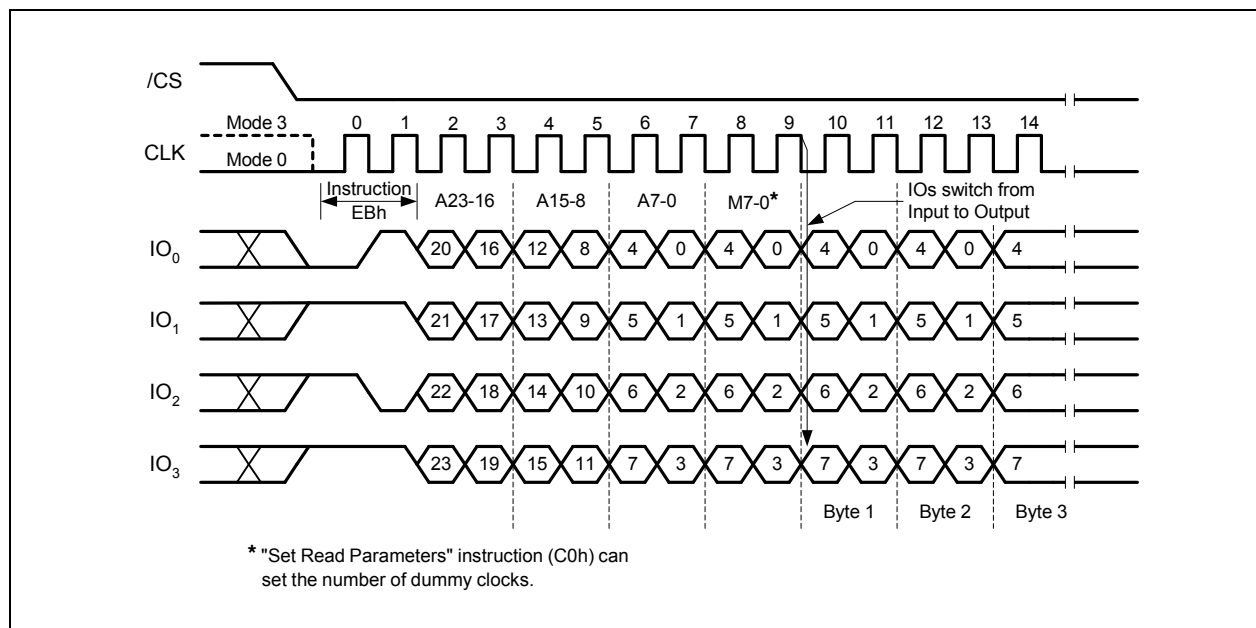 /CS
Mode 3
0 1 2 3 4 5 6 7 8 9 10 11 12 13 14
CLK
Mode 0
Instruction
EBh
A23-16 A15-8 A7-0 M7-0*
IOs switch from
Input to Output
IO0 20 16 12 8 4 0 4 0 4 0 4 0 4
IO1 21 17 13 9 5 1 5 1 5 1 5 1 5
IO2 22 18 14 10 6 2 6 2 6 2 6 2 6
IO3 23 19 15 11 7 3 7 3 7 3 7 3 7
Byte 1 Byte 2 Byte 3
* "Set Read Parameters" instruction (C0h) can
set the number of dummy clocks.